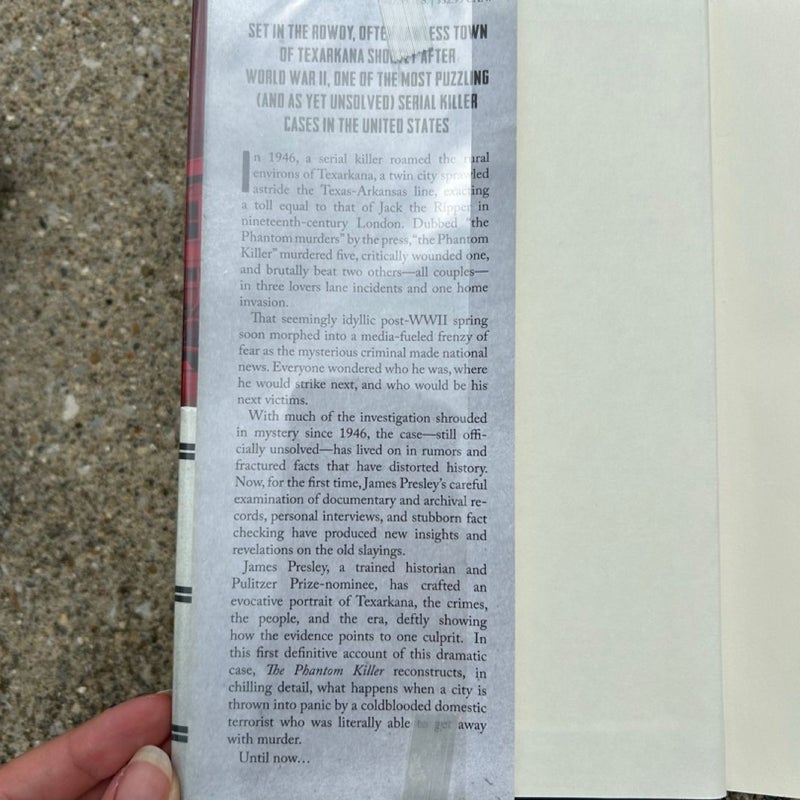 SET IN THE ROWDY, OFTEN LAWLESS TOWN
OF TEXARKANA SHORTLY AFTER
WORLD WAR II, ONE OF THE MOST PUZZLING
(AND AS YET UNSOLVED) SERIAL KILLER
CASES IN THE UNITED STATES
In 1946, a serial killer roamed the rural
environs of Texarkana, a twin city sprawled
astride the Texas-Arkansas line, exacting
a toll equal to that of Jack the Ripper in
nineteenth-century London. Dubbed "the
Phantom murders" by the press, "the Phantom
Killer" murdered five, critically wounded one,
and brutally beat two others—all couples—
in three lovers lane incidents and one home
invasion.
That seemingly idyllic post-WWII spring
soon morphed into a media-fueled frenzy of
fear as the mysterious criminal made national
news. Everyone wondered who he was, where
he would strike next, and who would be his
next victims.
With much of the investigation shrouded
in mystery since 1946, the case—still offi-
cially unsolved—has lived on in rumors and
fractured facts that have distorted history.
Now, for the first time, James Presley's careful
examination of documentary and archival re-
cords, personal interviews, and stubborn fact
checking have produced new insights and
revelations on the old slayings.
James Presley, a trained historian and
Pulitzer Prize-nominee, has crafted an
evocative portrait of Texarkana, the crimes,
the people, and the era, deftly showing
how the evidence points to one culprit. In
this first definitive account of this dramatic
case, The Phantom Killer reconstructs, in
chilling detail, what happens when a city is
thrown into panic by a coldblooded domestic
terrorist who was literally able to get away
with murder.
Until now…